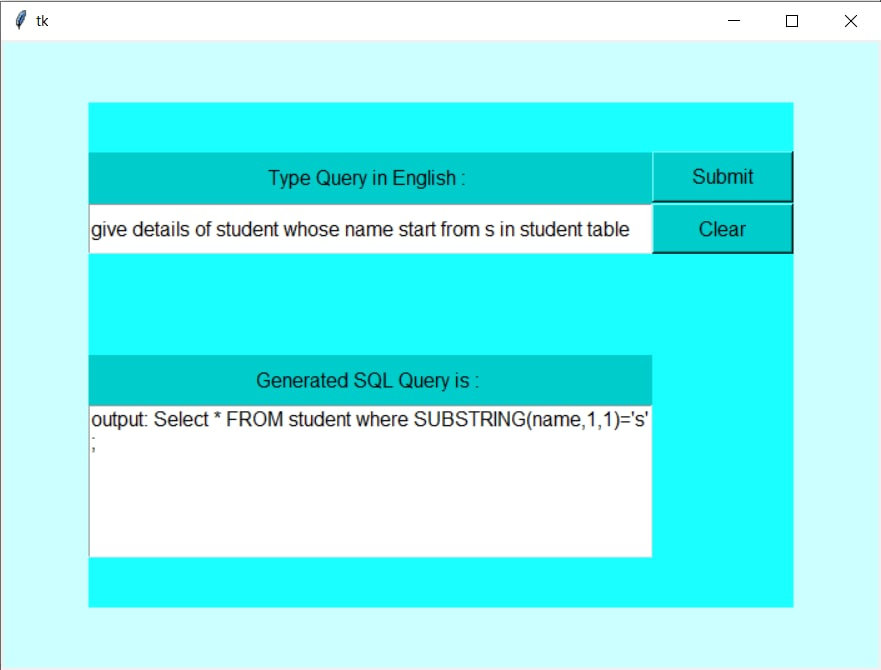 tk
Type Query in English :
Submit
give details of student whose name start from s in student table
Clear
Generated SQL Query is :
output: Select * FROM student where SUBSTRING(name,1,1)='s'
;